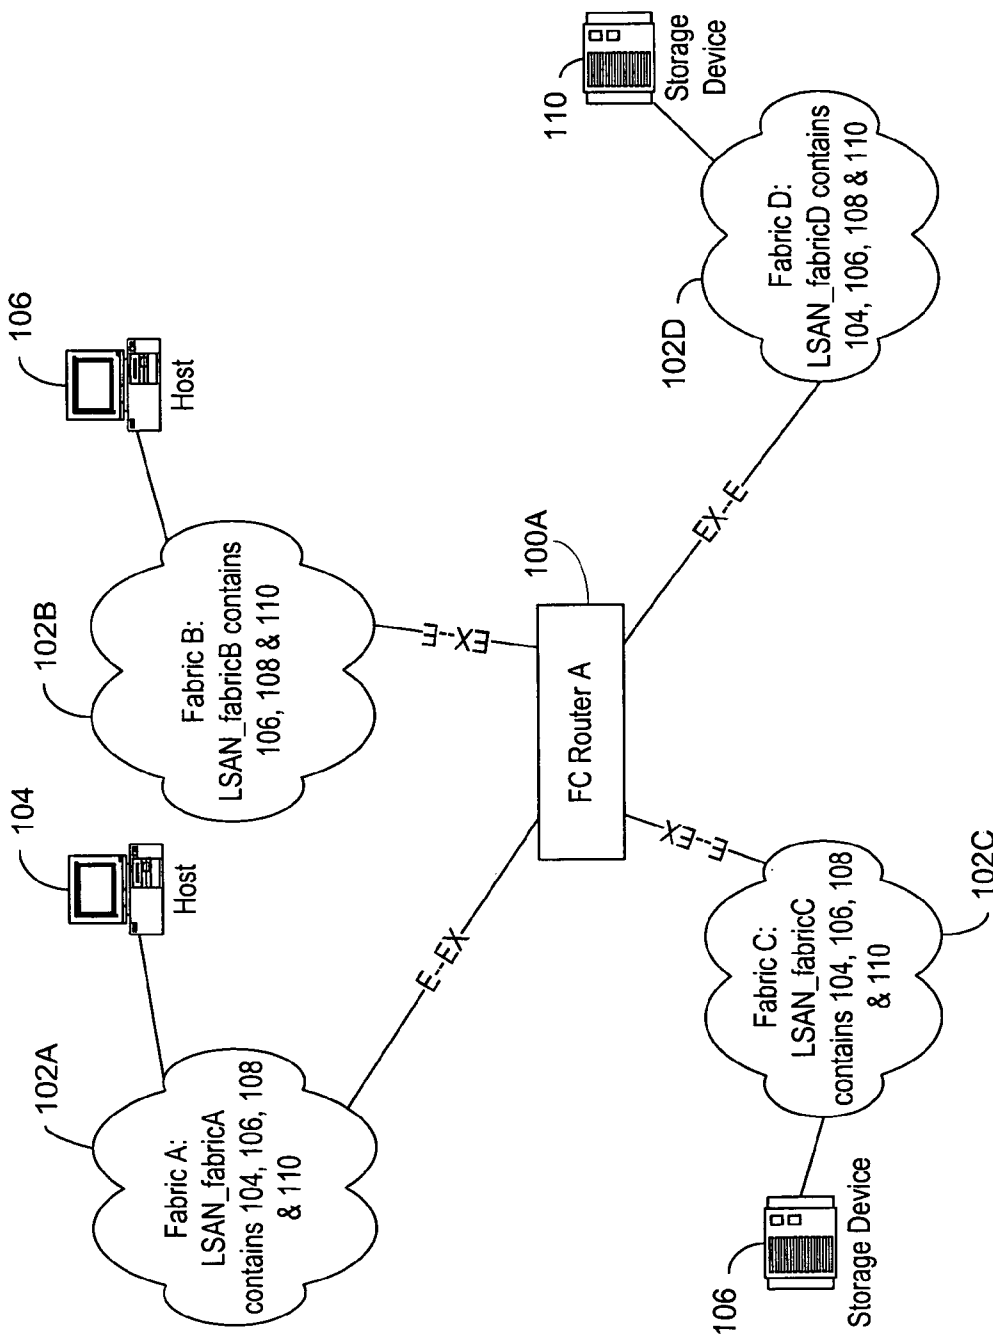 104
Host
106
Host
102A
102B
Fabric A:
LSAN_fabricA
contains 104, 106, 108
& 110
Fabric B:
LSAN_fabricB contains
106, 108 & 110
E--EX
E--EX
100A
FC Router A
EX--E
EX--E
106
Storage Device
Fabric C:
LSAN_fabricC
contains 104, 106, 108
& 110
102C
102D
Fabric D:
LSAN_fabricD contains
104, 106, 108 & 110
110
Storage
Device